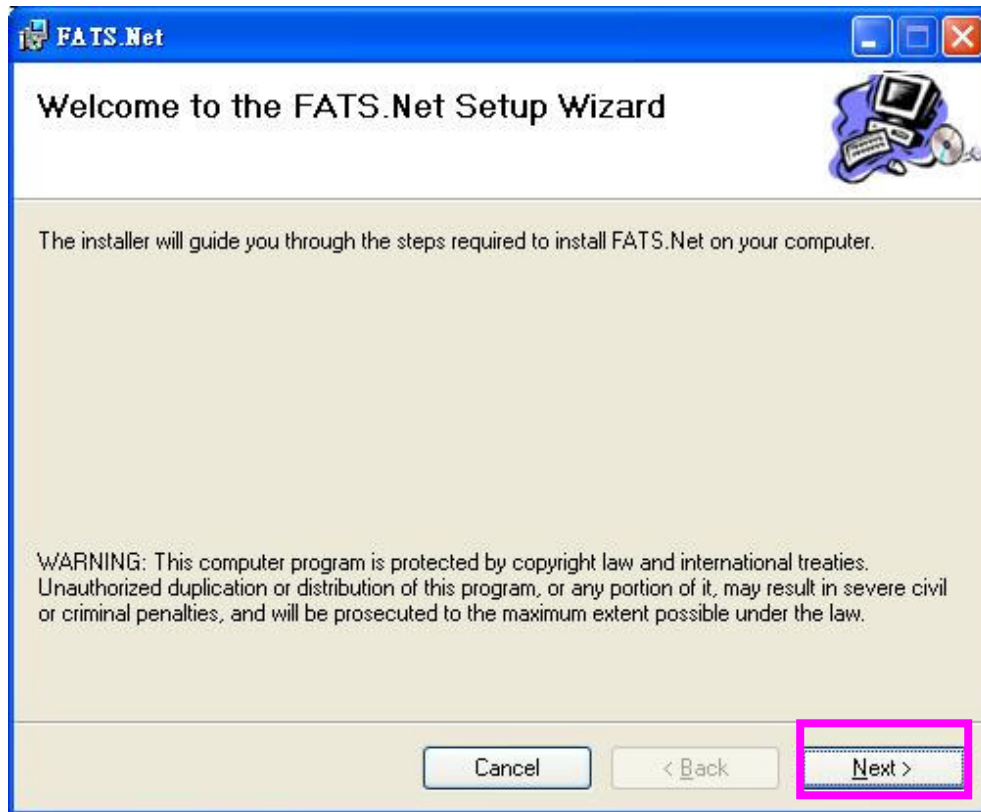 FATS.Net
Welcome to the FATS.Net Setup Wizard
The installer will guide you through the steps required to install FATS.Net on your computer.
WARNING: This computer program is protected by copyright law and international treaties.
Unauthorized duplication or distribution of this program, or any portion of it, may result in severe civil
or criminal penalties, and will be prosecuted to the maximum extent possible under the law.
Cancel
< Back
Next >